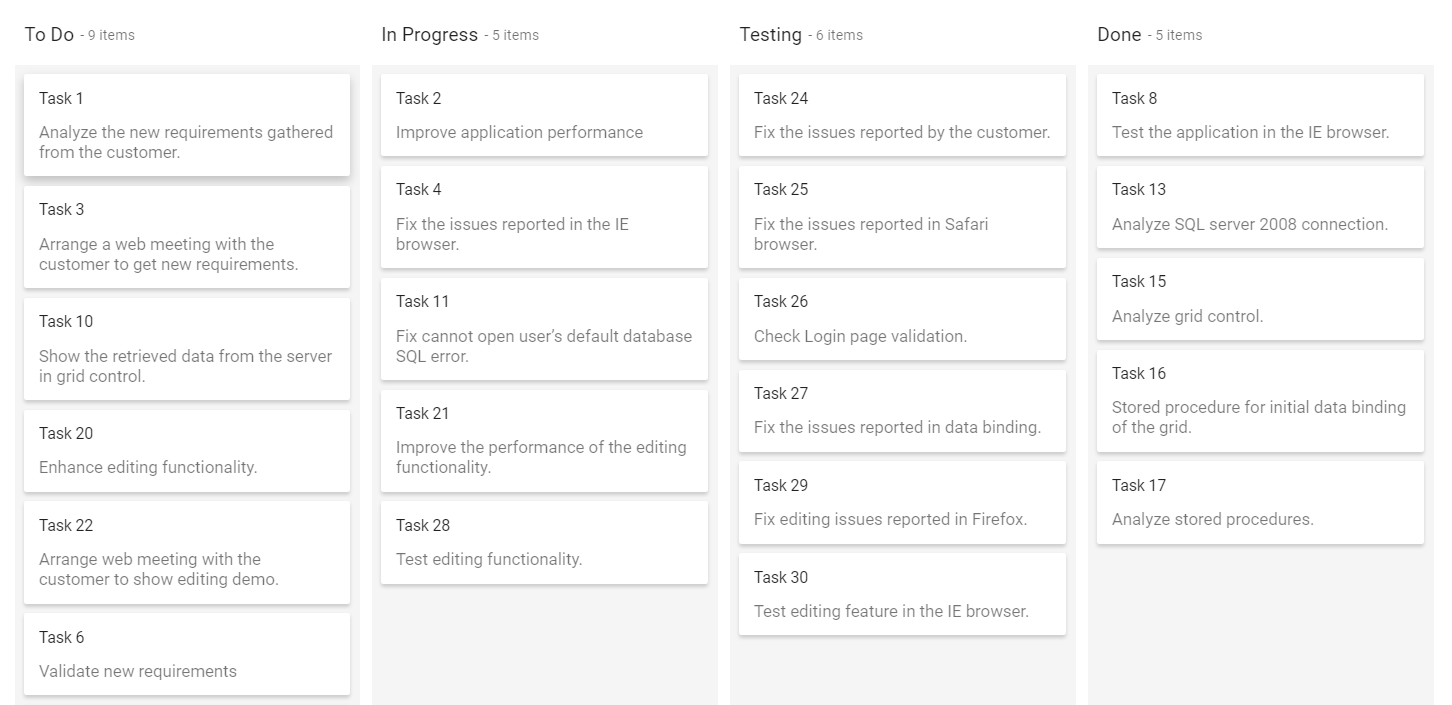 To Do - 9 items
Task 1
Analyze the new requirements gathered
from the customer.
Task 3
Arrange a web meeting with the
customer to get new requirements.
Task 10
Show the retrieved data from the server
in grid control.
Task 20
Enhance editing functionality.
Task 22
Arrange web meeting with the
customer to show editing demo.
Task 6
Validate new requirements
In Progress - 5 items
Task 2
Improve application performance
Task 4
Fix the issues reported in the IE
browser.
Task 11
Fix cannot open user’s default database
SQL error.
Task 21
Improve the performance of the editing
functionality.
Task 28
Test editing functionality.
Testing - 6 items
Task 24
Fix the issues reported by the customer.
Task 25
Fix the issues reported in Safari
browser.
Task 26
Check Login page validation.
Task 27
Fix the issues reported in data binding.
Task 29
Fix editing issues reported in Firefox.
Task 30
Test editing feature in the IE browser.
Done - 5 items
Task 8
Test the application in the IE browser.
Task 13
Analyze SQL server 2008 connection.
Task 15
Analyze grid control.
Task 16
Stored procedure for initial data binding
of the grid.
Task 17
Analyze stored procedures.